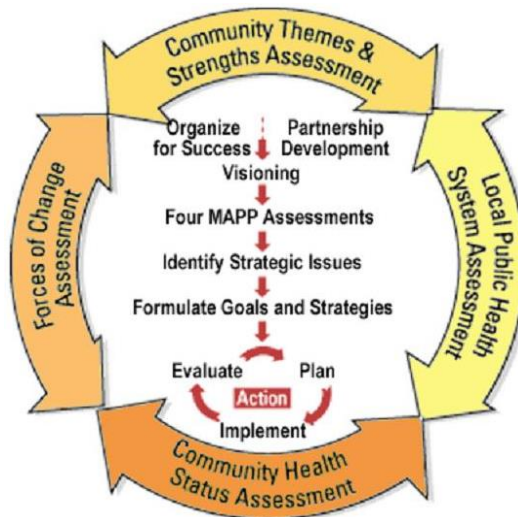 Community Themes &
Strengths Assessment
Organize
for Success
Partnership
Development
Visioning
Four MAPP Assessments
Identify Strategic Issues
Formulate Goals and Strategies
Evaluate
Plan
Action
Implement
Forces of Change
Assessment
Local Public Health
System Assessment
Community Health
Status Assessment